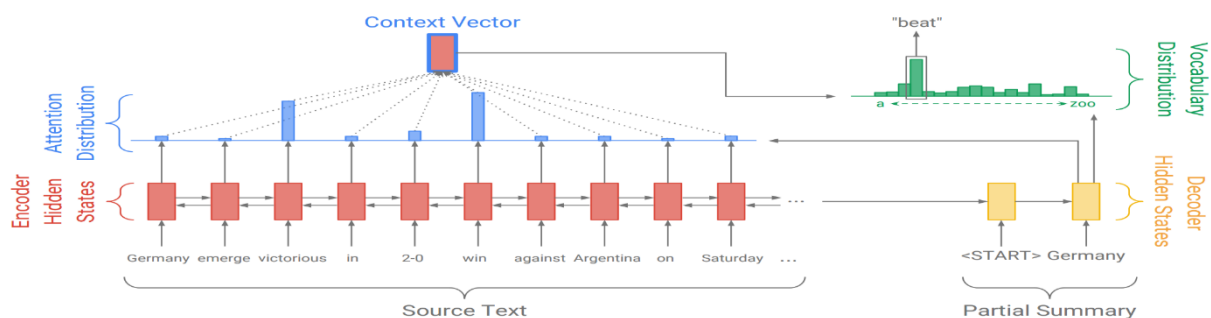 Context Vector
"beat"
Attention
Distribution
a
zoo
Vocabulary
Distribution
Encoder
Hidden
States
...
Decoder
Hidden States
Germany emerge victorious in 2-0 win against Argentina on Saturday ...
<START> Germany
Source Text
Partial Summary